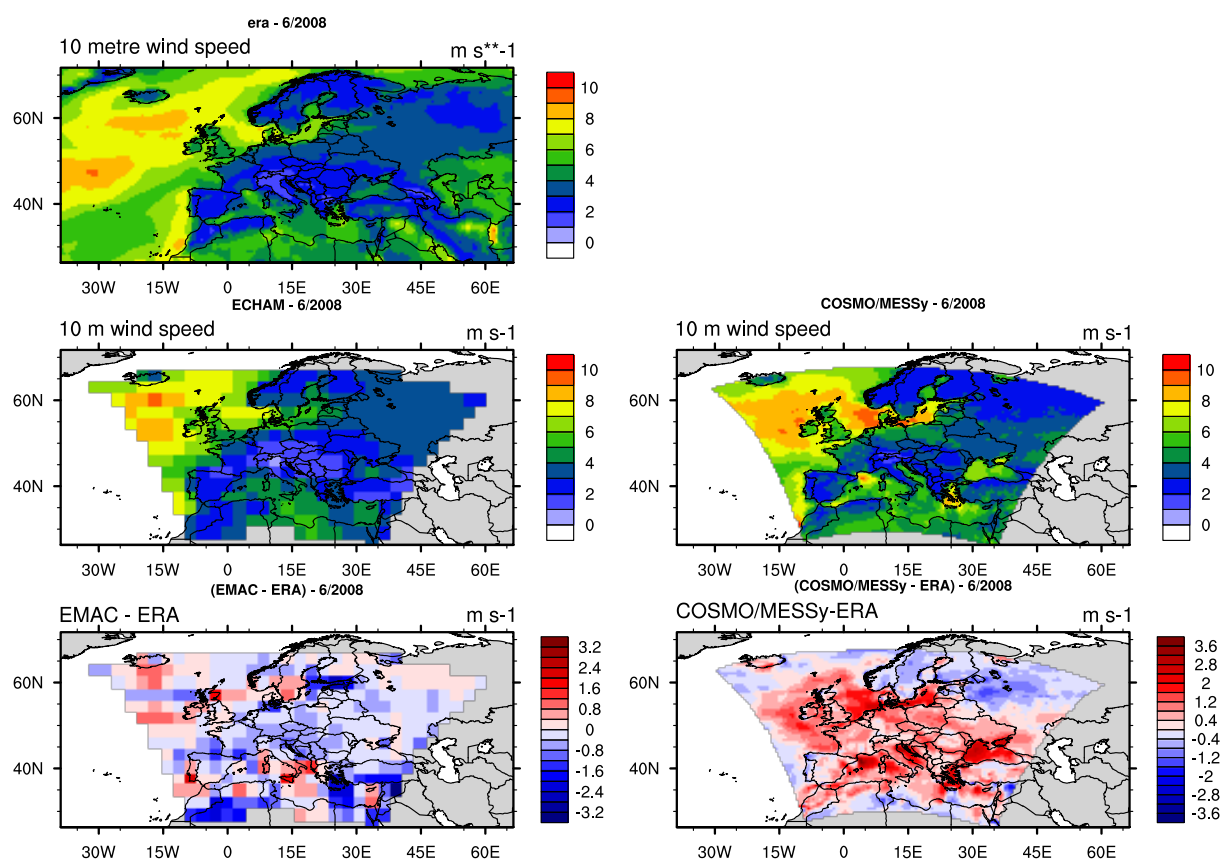 era - 6/2008
10 metre wind speed m s**-1
10
8
6
4
2
0
60N
40N
30W 15W 0 15E 30E 45E 60E
ECHAM - 6/2008
10 m wind speed m s-1
10
8
6
4
2
0
60N
40N
30W 15W 0 15E 30E 45E 60E
COSMO/MESSy - 6/2008
10 m wind speed m s-1
10
8
6
4
2
0
60N
40N
30W 15W 0 15E 30E 45E 60E
(EMAC - ERA) - 6/2008
EMAC - ERA m s-1
3.2
2.4
1.6
0.8
0
-0.8
-1.6
-2.4
-3.2
60N
40N
30W 15W 0 15E 30E 45E 60E
(COSMO/MESSy - ERA) - 6/2008
COSMO/MESSy-ERA m s-1
3.6
2.8
2
1.2
0.4
-0.4
-1.2
-2
-2.8
-3.6
60N
40N
30W 15W 0 15E 30E 45E 60E